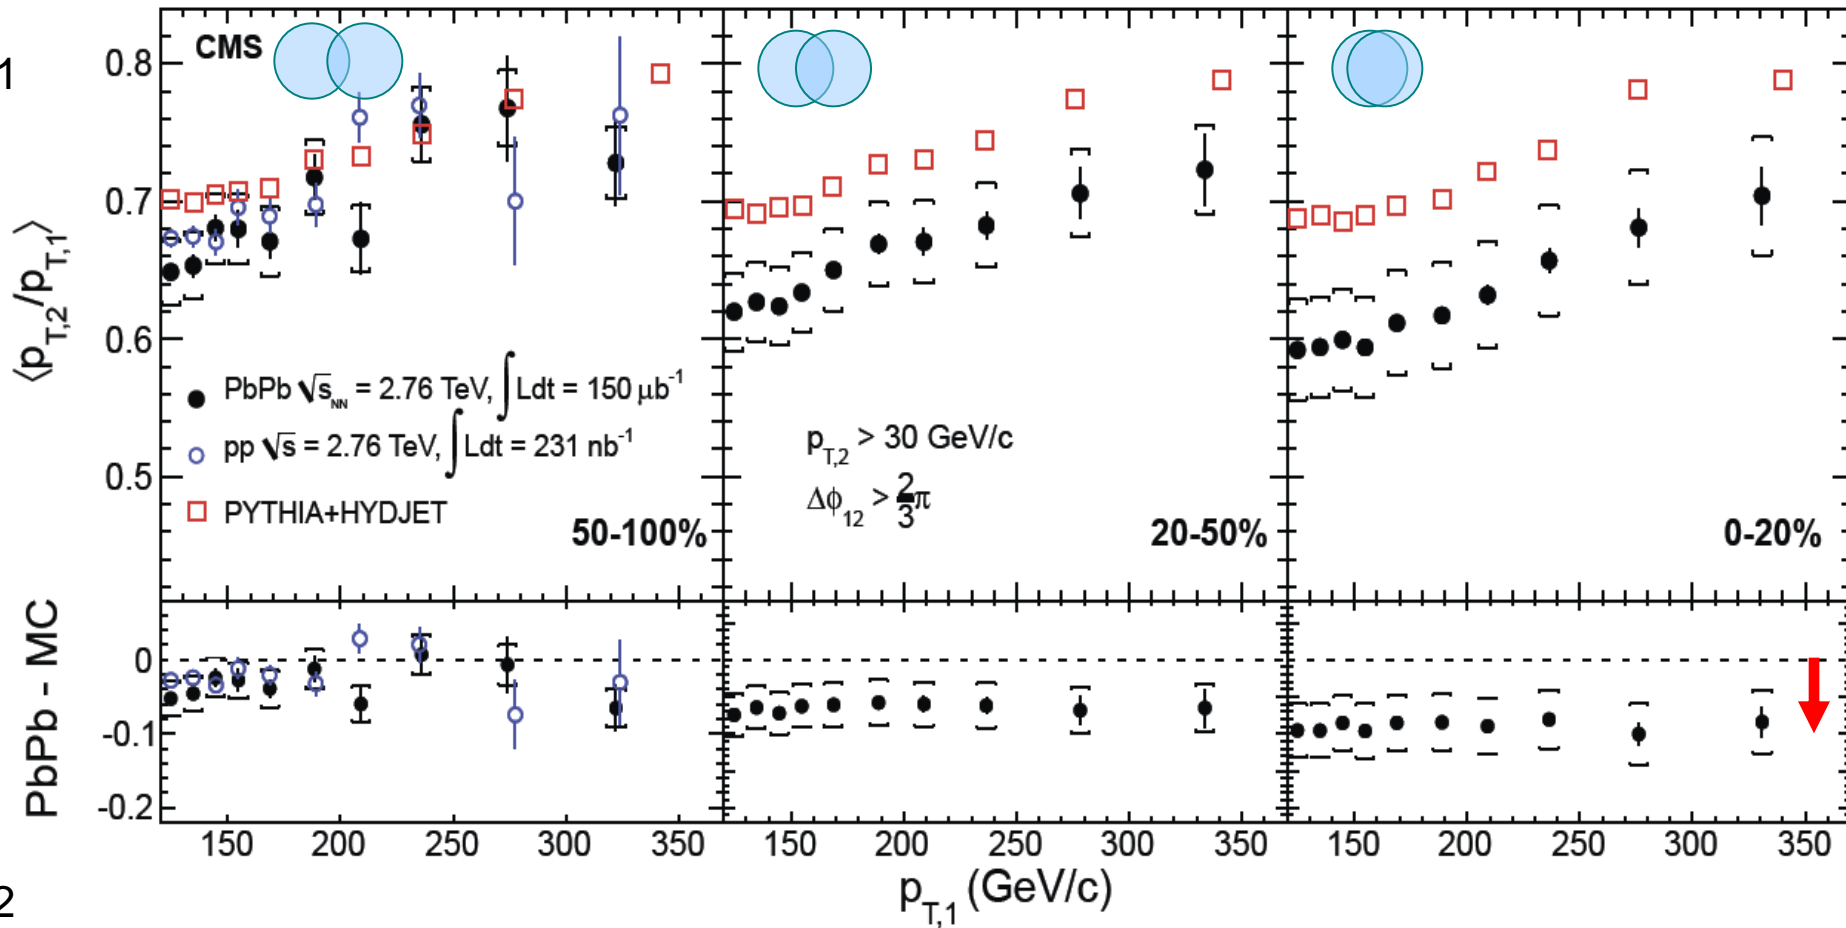 1
CMS
0.8
0.7
0.6
0.5
⟨p_T,2/p_T,1⟩
PbPb √s_NN = 2.76 TeV, ∫Ldt = 150 μb⁻¹
pp √s = 2.76 TeV, ∫Ldt = 231 nb⁻¹
PYTHIA+HYDJET
50-100%
p_T,2 > 30 GeV/c
Δϕ_12 > 2/3 π
20-50%
0-20%
PbPb - MC
0
-0.1
-0.2
150 200 250 300 350 150 200 250 300 350 150 200 250 300 350
p_T,1 (GeV/c)
2